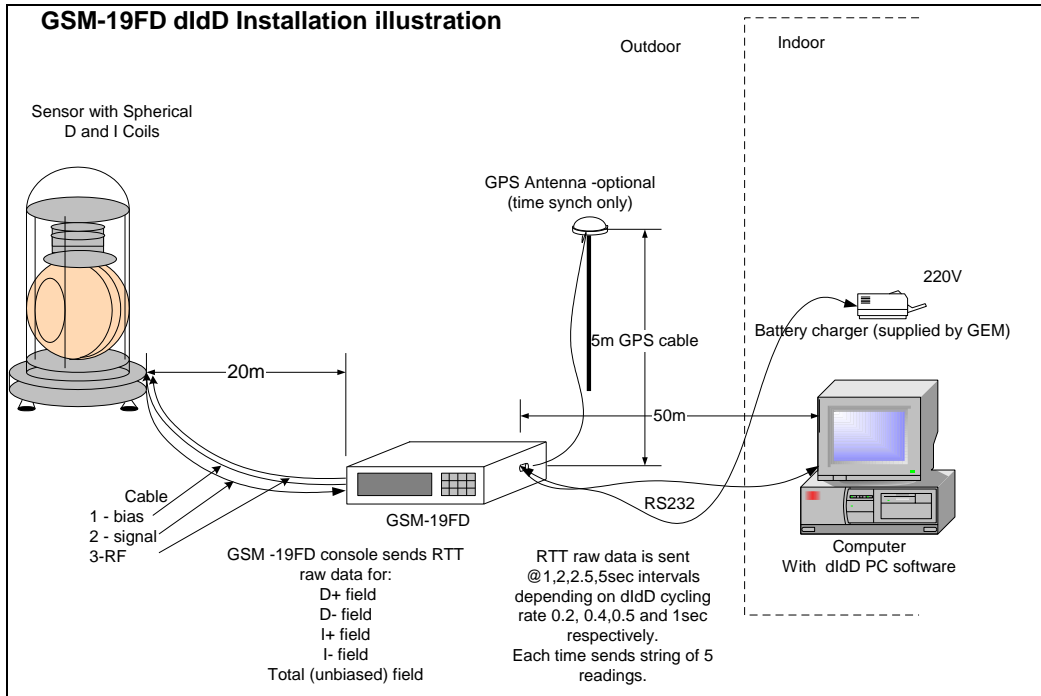 GSM-19FD dIdD Installation illustration
Outdoor
Indoor
Sensor with Spherical
D and I Coils
GPS Antenna -optional
(time synch only)
220V
Battery charger (supplied by GEM)
5m GPS cable
20m
50m
Cable
1 - bias
2 - signal
3-RF
GSM-19FD
RS232
Computer
With dIdD PC software
GSM -19FD console sends RTT
raw data for:
D+ field
D- field
I+ field
I- field
Total (unbiased) field
RTT raw data is sent
@1,2,2.5,5sec intervals
depending on dIdD cycling
rate 0.2, 0.4,0.5 and 1sec
respectively.
Each time sends string of 5
readings.